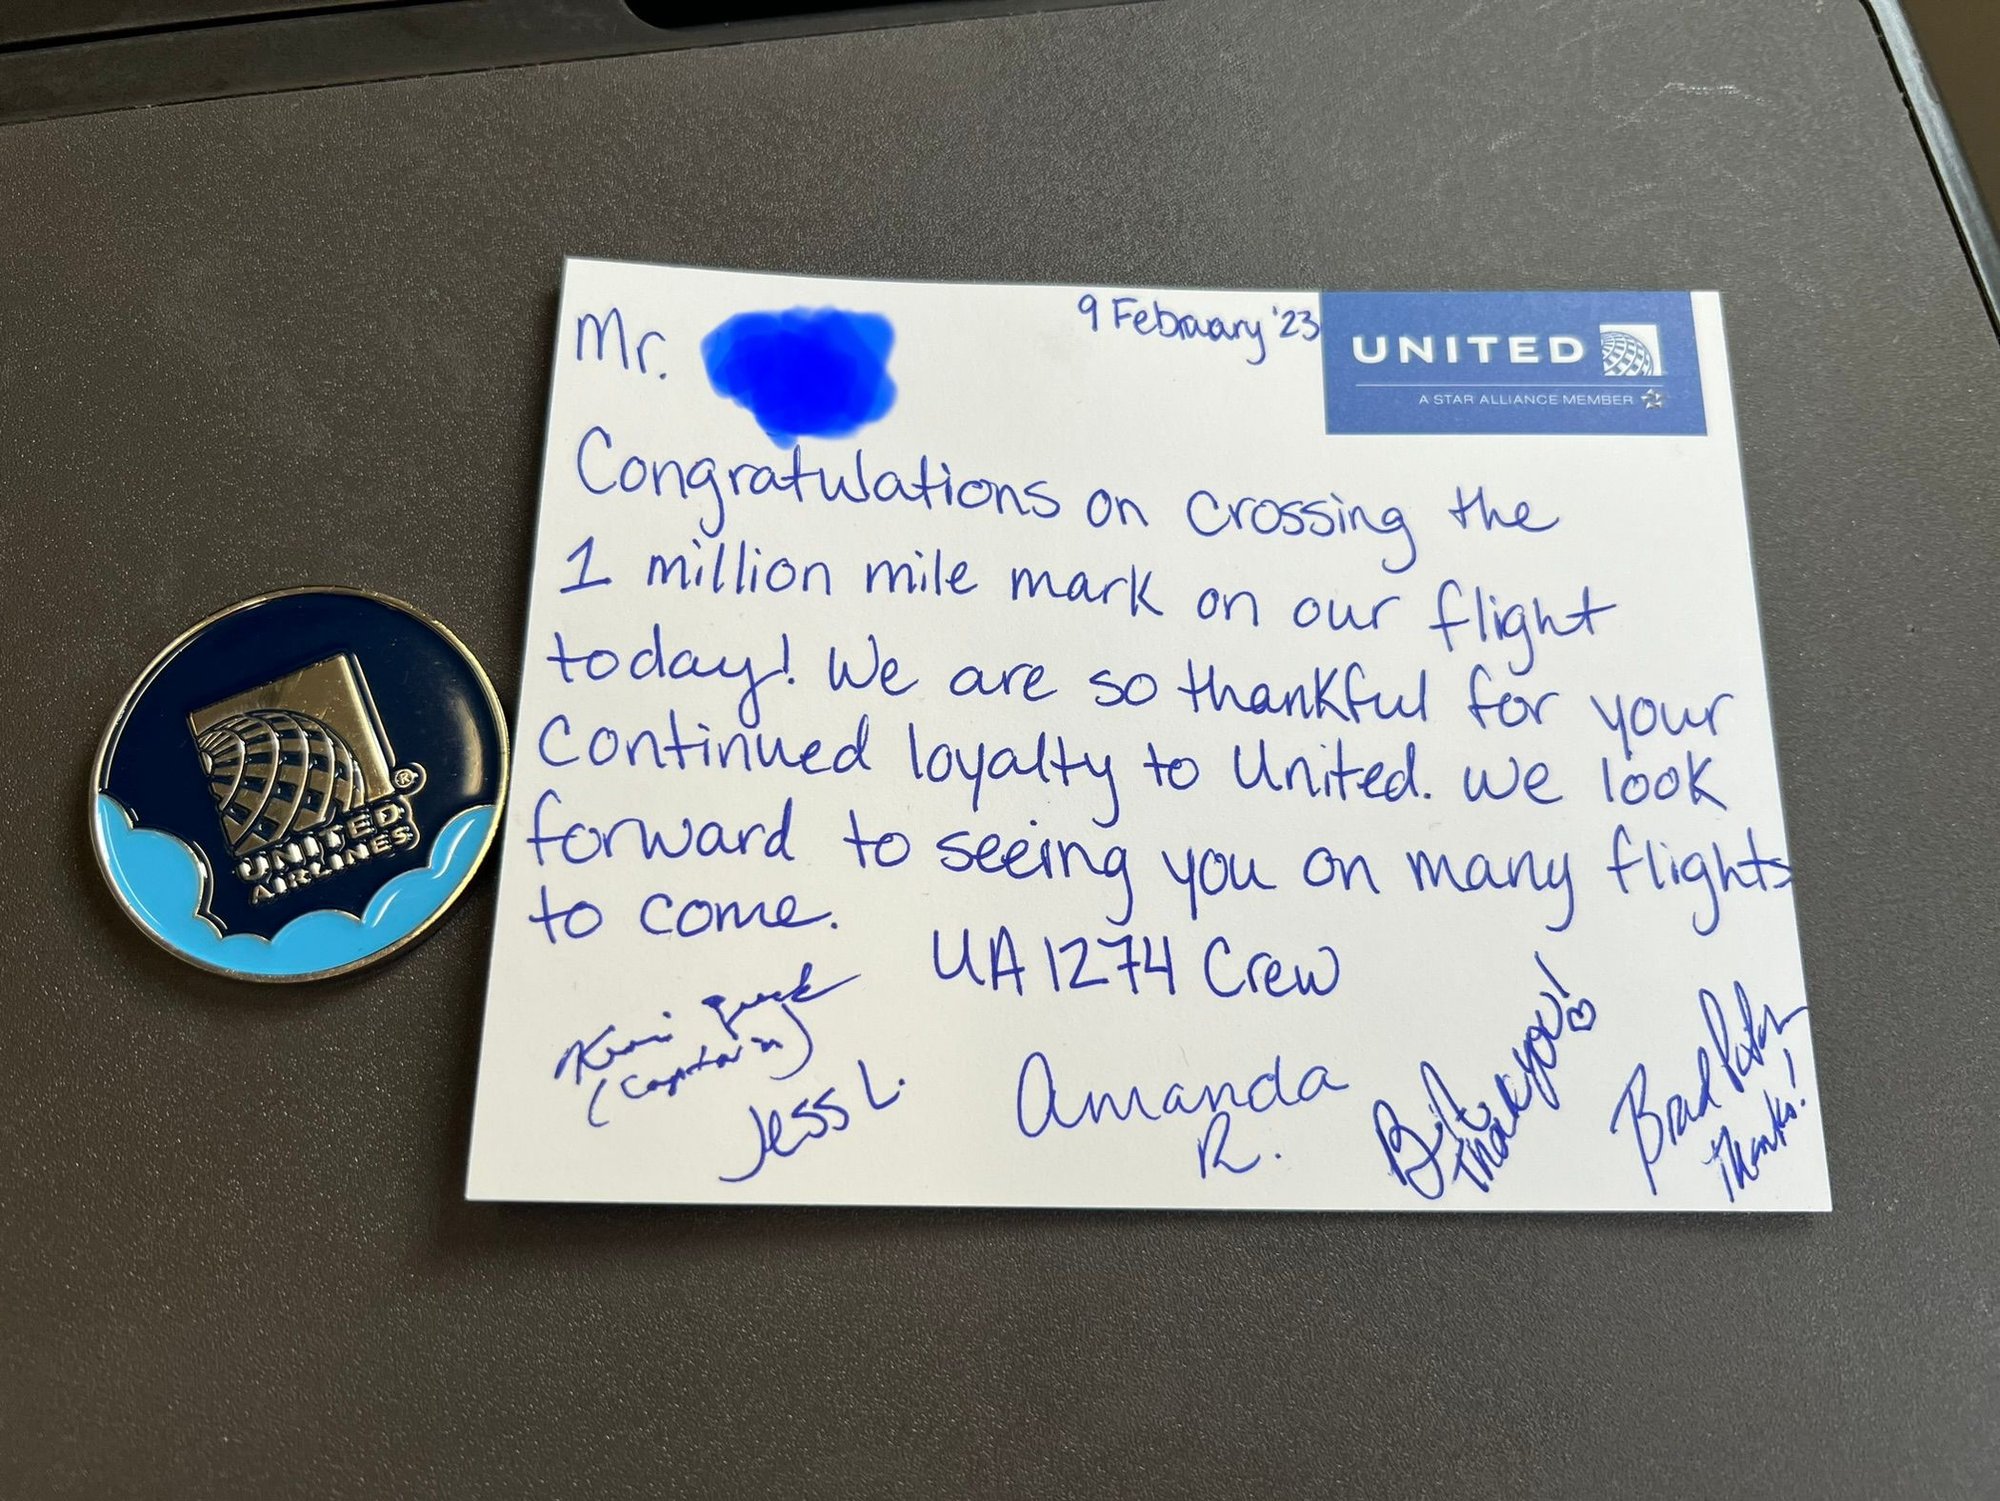 Mr.
9 February '23
UNITED
A STAR ALLIANCE MEMBER
Congratulations on crossing the
1 million mile mark on our flight
today! We are so thankful for your
continued loyalty to United. We look
forward to seeing you on many flights
to come.
UA 1274 Crew
(Captain)
Jess L.
Amanda
R.
Thank you!
Brad
Thanks!
UNITED
AIRLINES
®